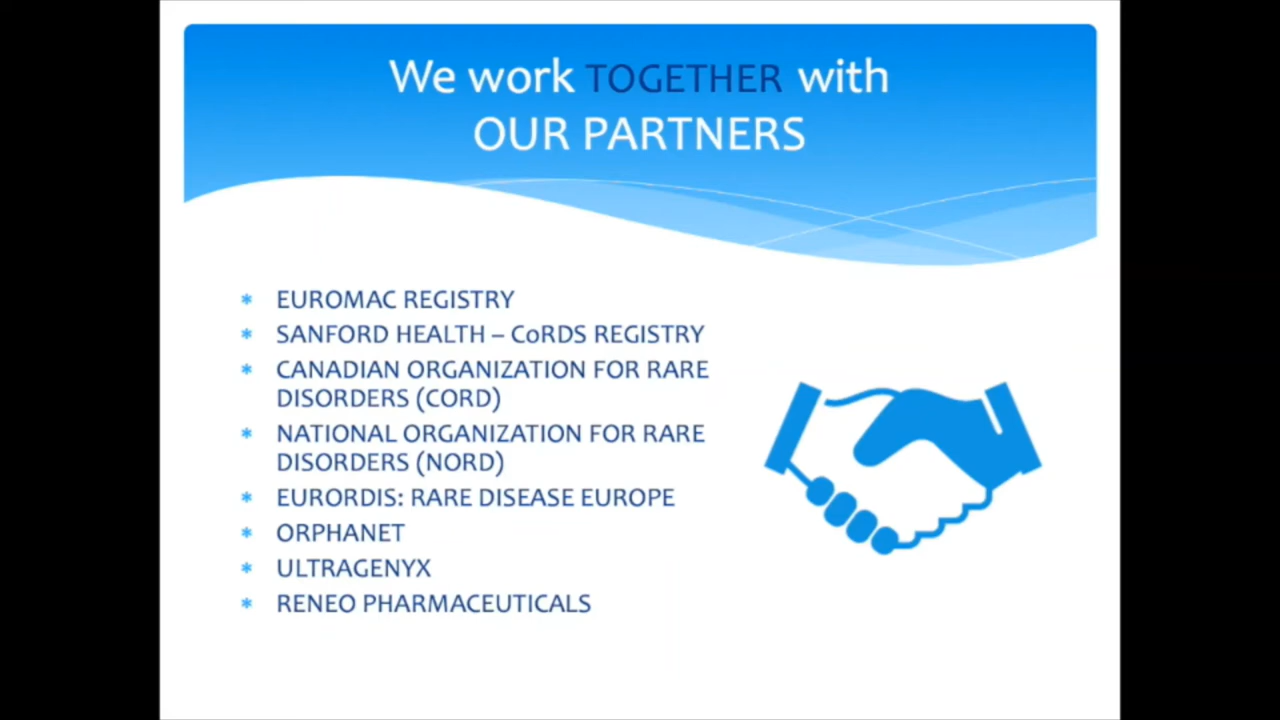 We work TOGETHER with
OUR PARTNERS
* EUROMAC REGISTRY
* SANFORD HEALTH – CoRDS REGISTRY
* CANADIAN ORGANIZATION FOR RARE
DISORDERS (CORD)
* NATIONAL ORGANIZATION FOR RARE
DISORDERS (NORD)
* EURORDIS: RARE DISEASE EUROPE
* ORPHANET
* ULTRAGENYX
* RENEO PHARMACEUTICALS